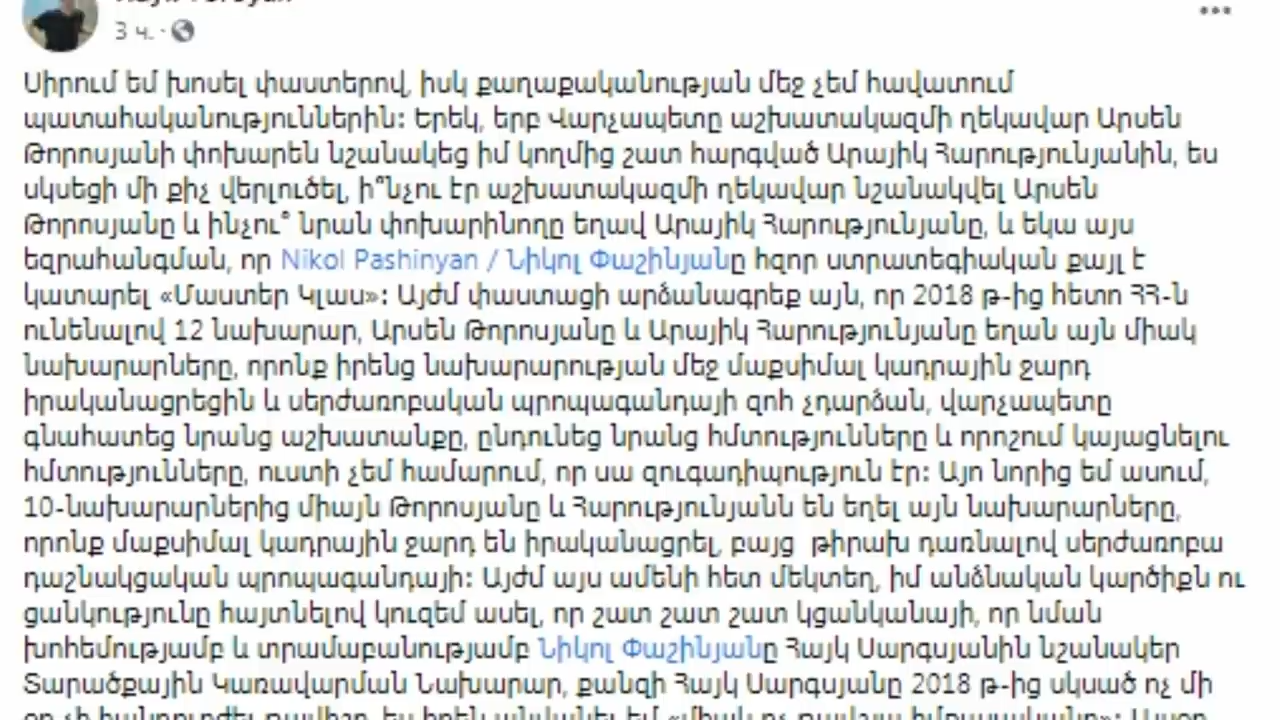 3 ч.
Սիրում եմ խոսել փաստերով, իսկ քաղաքականության մեջ չեմ հավատում
պատահականություններին: Երեկ, երբ Վարչապետը աշխատակազմի ղեկավար Արսեն
Թորոսյանի փոխարեն նշանակեց իմ կողմից շատ հարգված Արայիկ Հարությունյանին, ես
սկսեցի մի քիչ վերլուծել, ի՞նչու էր աշխատակազմի ղեկավար նշանակվել Արսեն
Թորոսյանը և ինչու՞ նրան փոխարինողը եղավ Արայիկ Հարությունյանը, և եկա այս
եզրահանգման, որ Nikol Pashinyan / Նիկոլ Փաշինյանը հզոր ստրատեգիական քայլ է
կատարել «Մաստեր Կլաս»: Այժմ փաստացի արձանագրեք այն, որ 2018 թ-ից հետո ՀՀ-ն
ունենալով 12 նախարար, Արսեն Թորոսյանը և Արայիկ Հարությունյանը եղան այն միակ
նախարարները, որոնք իրենց նախարարության մեջ մաքսիմալ կադրային ջարդ
իրականացրեցին և սերժառոբական պրոպագանդայի զոհ չդարձան, վարչապետը
գնահատեց նրանց աշխատանքը, ընդունեց նրանց հմտությունները և որոշում կայացնելու
հմտությունները, ուստի չեմ համարում, որ սա զուգադիպություն էր: Այո նորից եմ ասում,
10-նախարարներից միայն Թորոսյանը և Հարությունյանն են եղել այն նախարարները,
որոնք մաքսիմալ կադրային ջարդ են իրականացրել, բայց թիրախ դառնալով սերժառոբա
դաշնակցական պրոպագանդայի: Այժմ այս ամենի հետ մեկտեղ, իմ անձնական կարծիքն ու
ցանկությունը հայտնելով կուզեմ ասել, որ շատ շատ շատ կցանկանայի, որ նման
խոհեմությամբ և տրամաբանությամբ Նիկոլ Փաշինյանը Հայկ Սարգսյանին նշանակեր
Տարածքային Կառավարման Նախարար, քանզի Հայկ Սարգսյանը 2018 թ-ից սկսած ոչ մի